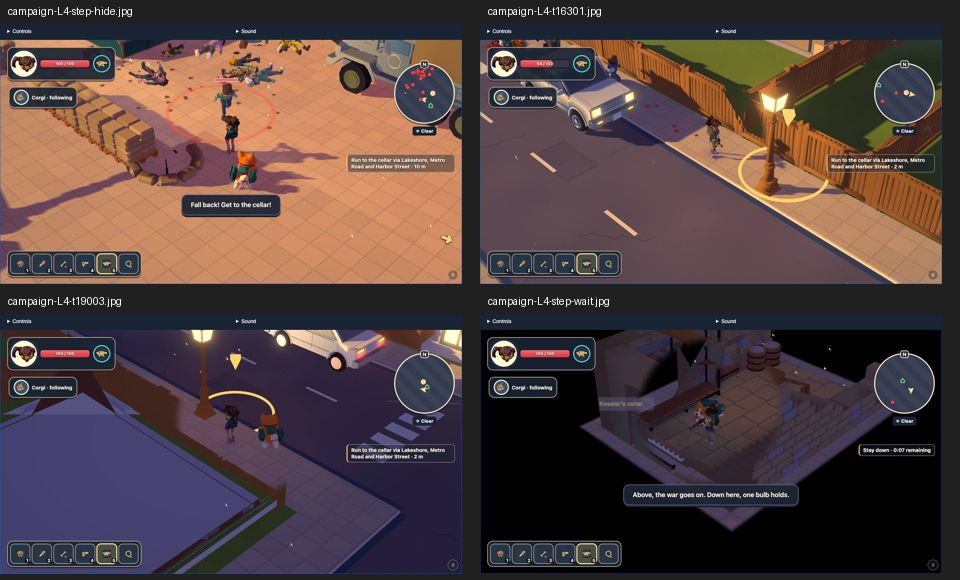 campaign-L4-step-hide.jpg
▸ Controls
▸ Sound
100 / 100
Corgi · following
N
☀ Clear
Run to the cellar via Lakeshore, Metro
Road and Harbor Street · 10 m
Fall back! Get to the cellar!
1
2
3
4
5
campaign-L4-t16301.jpg
▸ Controls
▸ Sound
64 / 100
Corgi · following
N
☀ Clear
Run to the cellar via Lakeshore, Metro
Road and Harbor Street · 2 m
1
2
3
4
5
campaign-L4-t19003.jpg
▸ Controls
▸ Sound
100 / 100
Corgi · following
N
☀ Clear
Run to the cellar via Lakeshore, Metro
Road and Harbor Street · 2 m
1
2
3
4
5
campaign-L4-step-wait.jpg
▸ Controls
▸ Sound
100 / 100
Corgi · following
N
☀ Clear
Kessler's cellar
Stay down · 0:07 remaining
Above, the war goes on. Down here, one bulb holds.
1
2
3
4
5